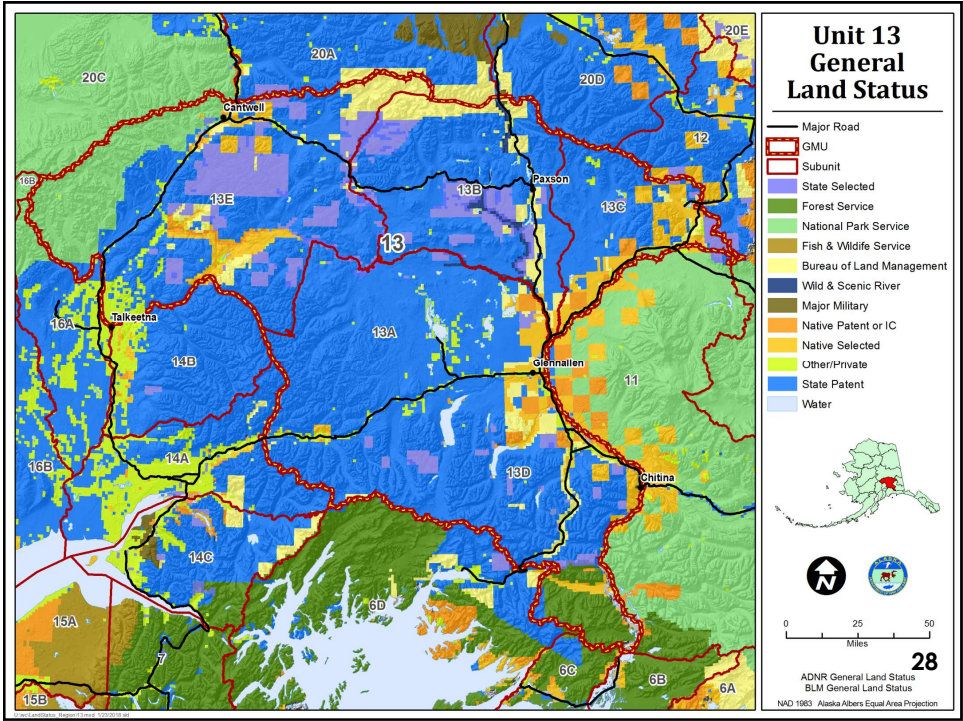 20E
20A
20C
20D
Cantwell
12
16B
Paxson
13B
13E
13C
13
Talkeetna
16A
13A
14B
Glennallen
11
14A
16B
13D
Chitina
14C
6D
15A
7
6C
6B
6A
15B
Unit 13
General
Land Status
Major Road
GMU
Subunit
State Selected
Forest Service
National Park Service
Fish & Wildife Service
Bureau of Land Management
Wild & Scenic River
Major Military
Native Patent or IC
Native Selected
Other/Private
State Patent
Water
N
0 25 50
Miles
28
ADNR General Land Status
BLM General Land Status
NAD 1983 Alaska Albers Equal Area Projection